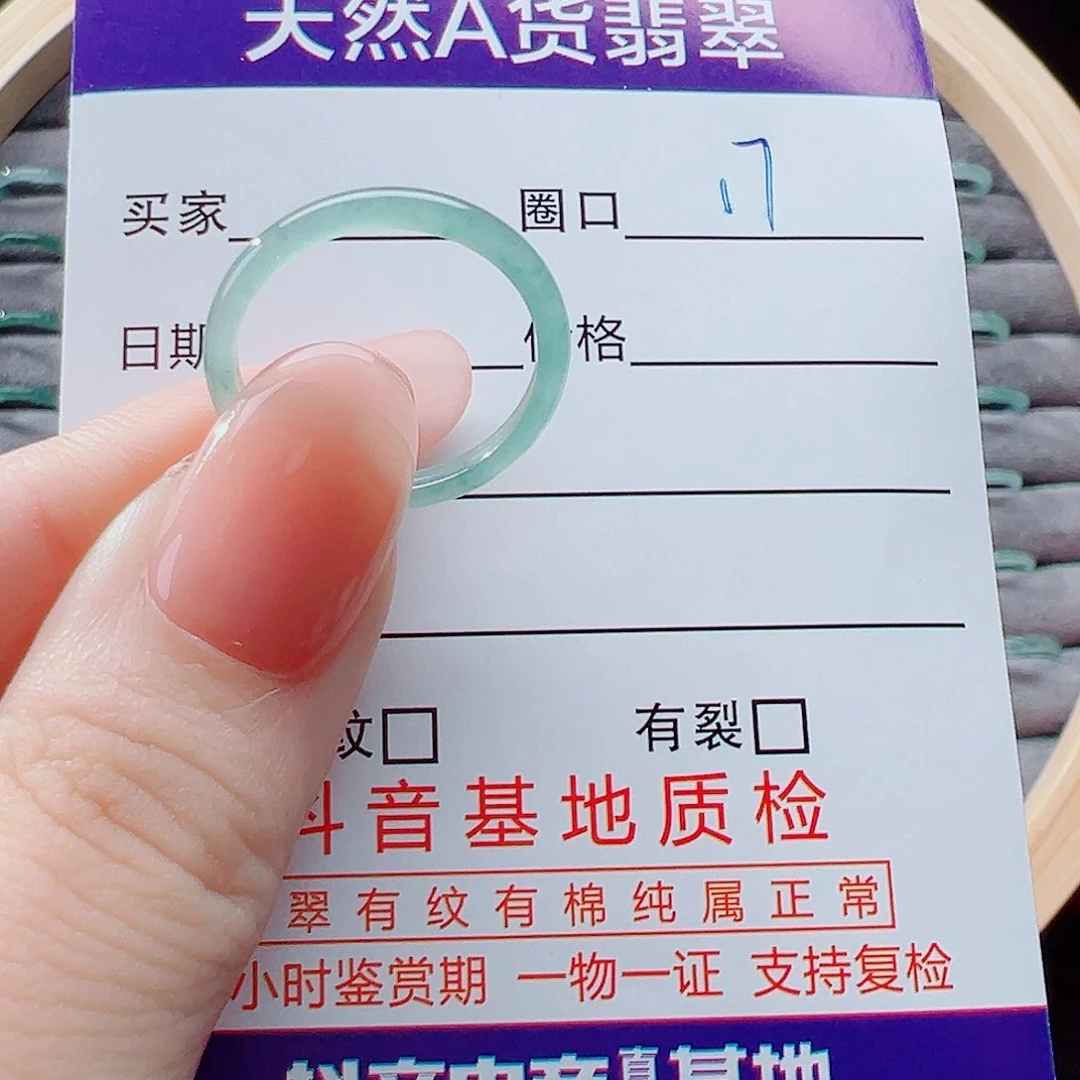 天然A货翡翠
买家 圈口 17
日期 价格
纹 有裂
抖音基地质检
翠有纹有棉纯属正常
小时鉴赏期 一物一证 支持复检